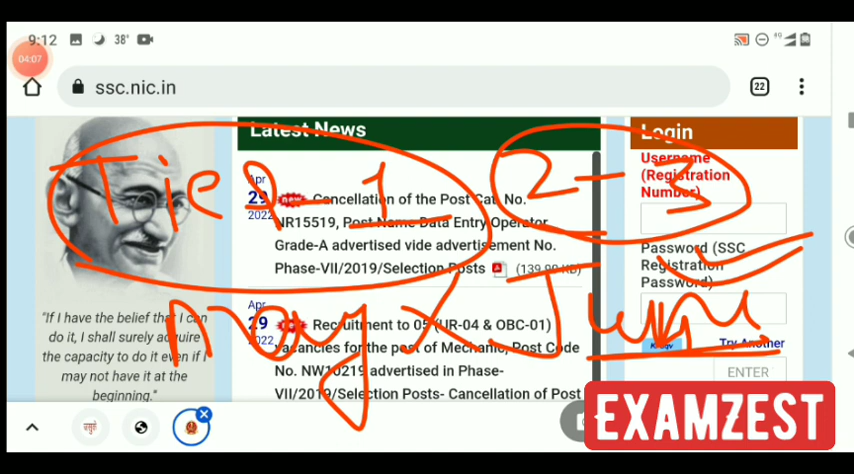 9:12
38°
4G
04:07
ssc.nic.in
22
Latest News
Apr
29
2022
Cancellation of the Post Cat. No.
NR15519, Post Name Data Entry Operator
Grade-A advertised vide advertisement No.
Phase-VII/2019/Selection Posts (139.99 KB)
Apr
29
2022
Recruitment to 05 (UR-04 & OBC-01)
vacancies for the post of Mechanic, Post Code
No. NW10219 advertised in Phase-
VII/2019/Selection Posts- Cancellation of Post
Login
Username
(Registration
Number)
Password (SSC
Registration
Password)
Try Another
ENTER
"If I have the belief that I can
do it, I shall surely acquire
the capacity to do it even if I
may not have it at the
beginning."
Tier-1
2-3
may x June
EXAMZEST